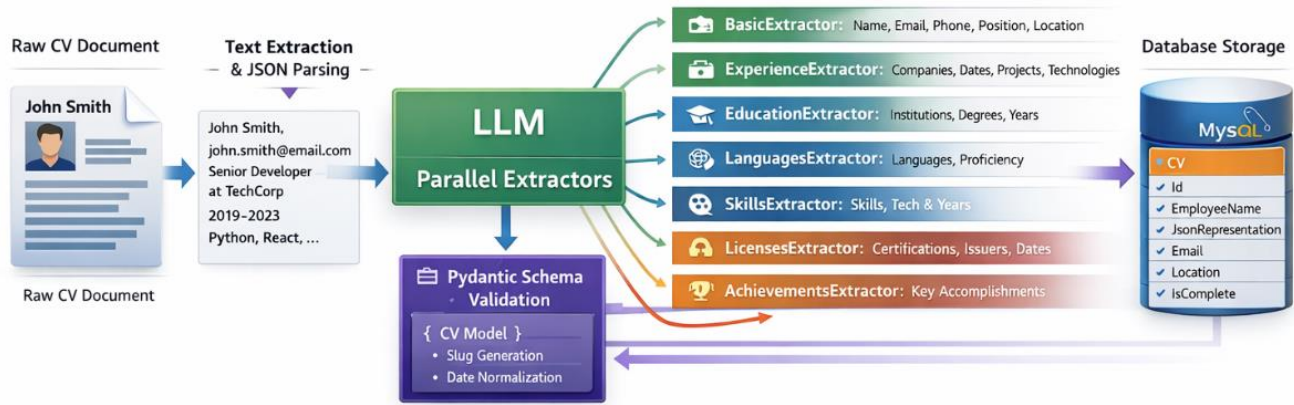 Raw CV Document
John Smith
Raw CV Document
Text Extraction
& JSON Parsing
John Smith,
john.smith@email.com
Senior Developer
at TechCorp
2019–2023
Python, React, ...
LLM
Parallel Extractors
Pydantic Schema
Validation
{ CV Model }
• Slug Generation
• Date Normalization
BasicExtractor: Name, Email, Phone, Position, Location
ExperienceExtractor: Companies, Dates, Projects, Technologies
EducationExtractor: Institutions, Degrees, Years
LanguagesExtractor: Languages, Proficiency
SkillsExtractor: Skills, Tech & Years
LicensesExtractor: Certifications, Issuers, Dates
AchievementsExtractor: Key Accomplishments
Database Storage
MysQL
CV
✓ Id
✓ EmployeeName
✓ JsonRepresentation
✓ Email
✓ Location
✓ IsComplete